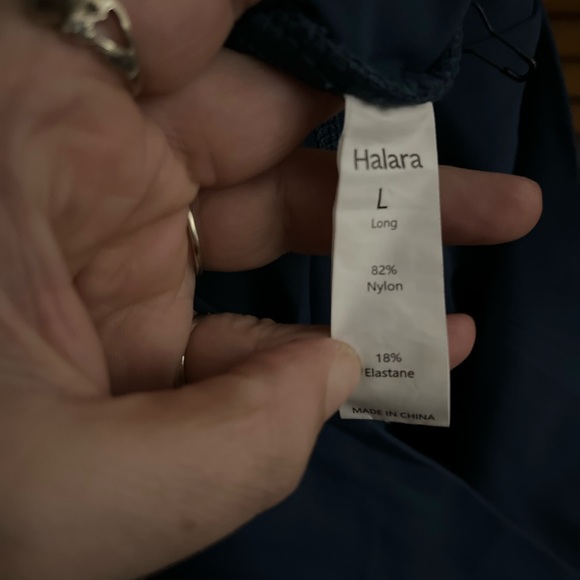 Halara
L
Long
82%
Nylon
18%
Elastane
MADE IN CHINA